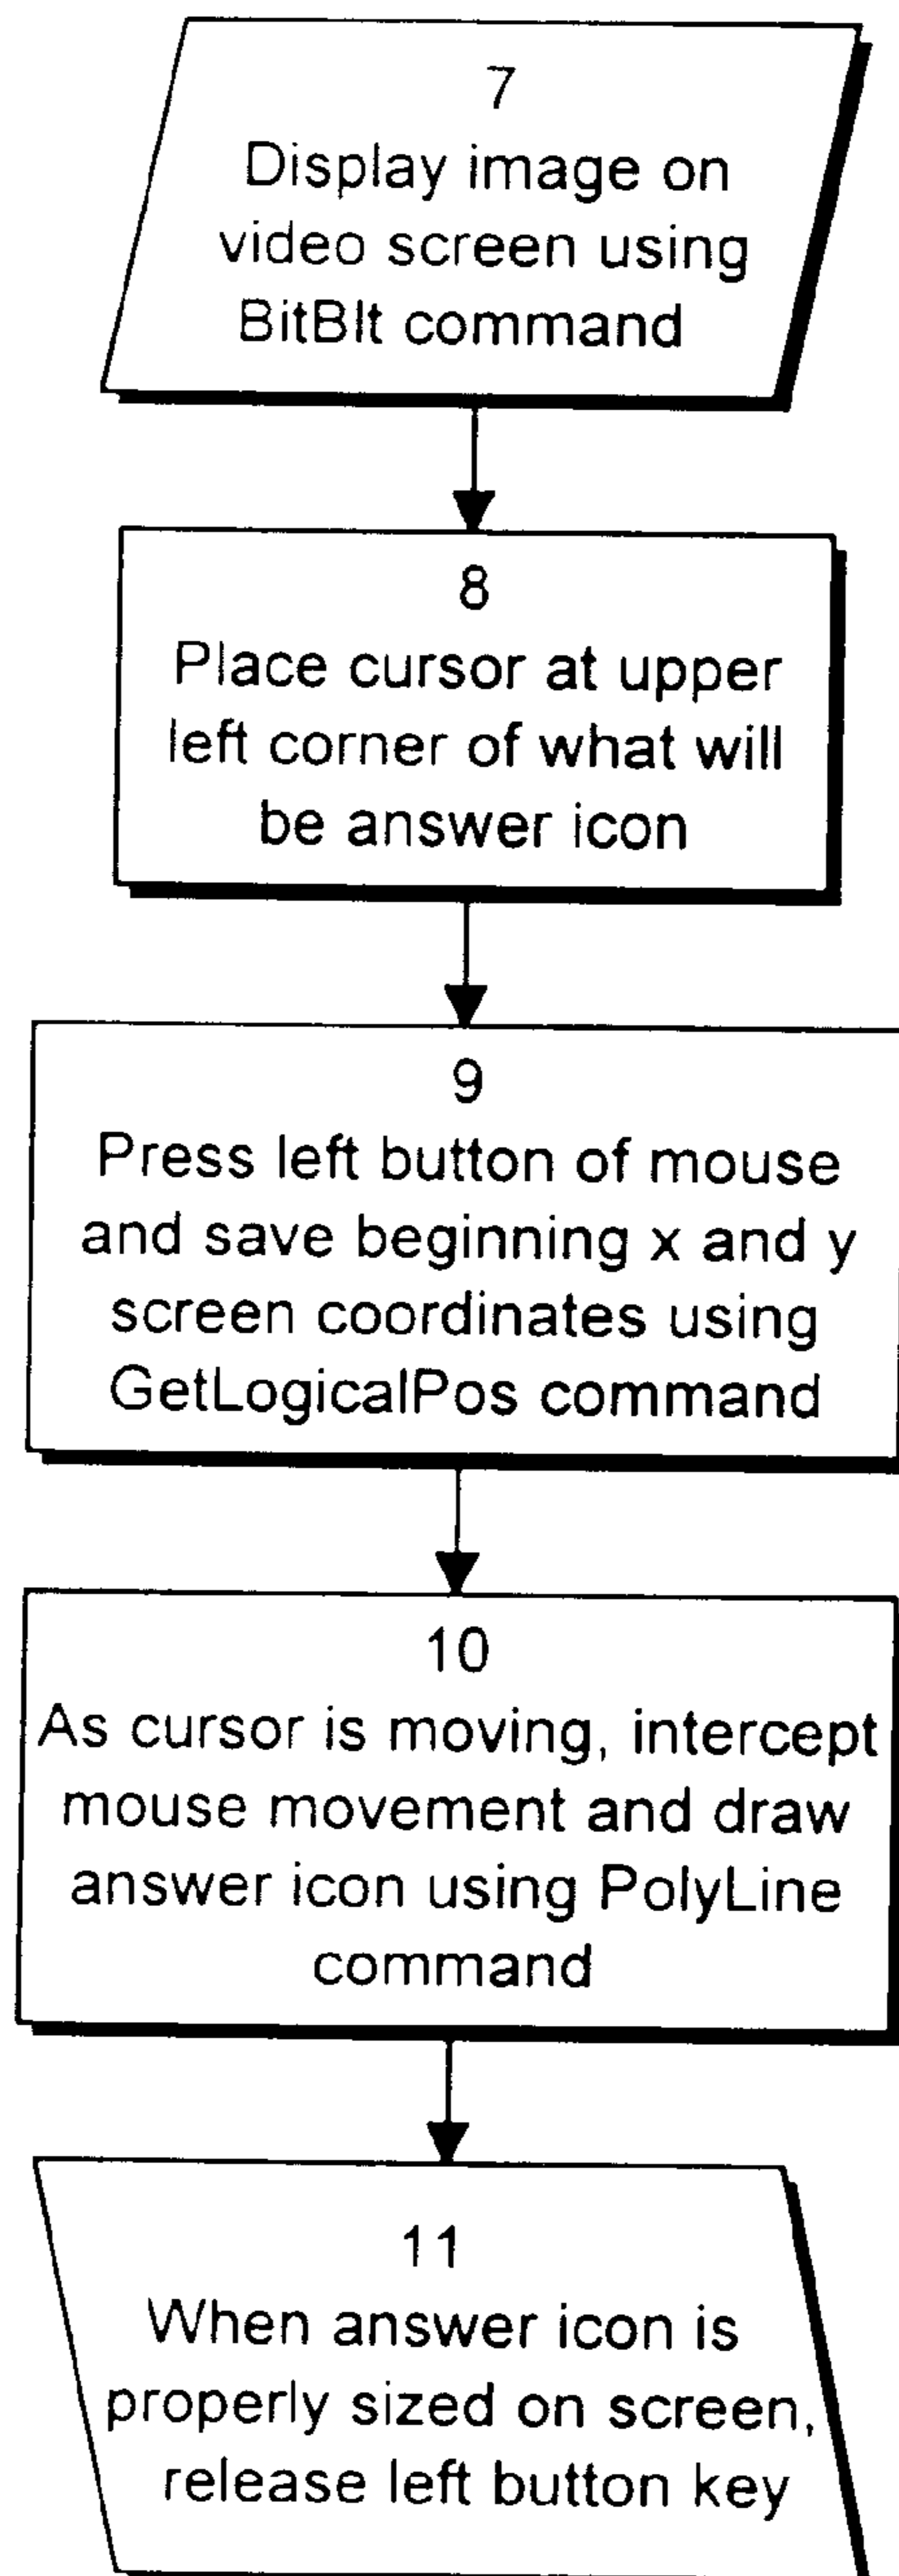 7
Display image on
video screen using
BitBlt command
8
Place cursor at upper
left corner of what will
be answer icon
9
Press left button of mouse
and save beginning x and y
screen coordinates using
GetLogicalPos command
10
As cursor is moving, intercept
mouse movement and draw
answer icon using PolyLine
command
11
When answer icon is
properly sized on screen,
release left button key